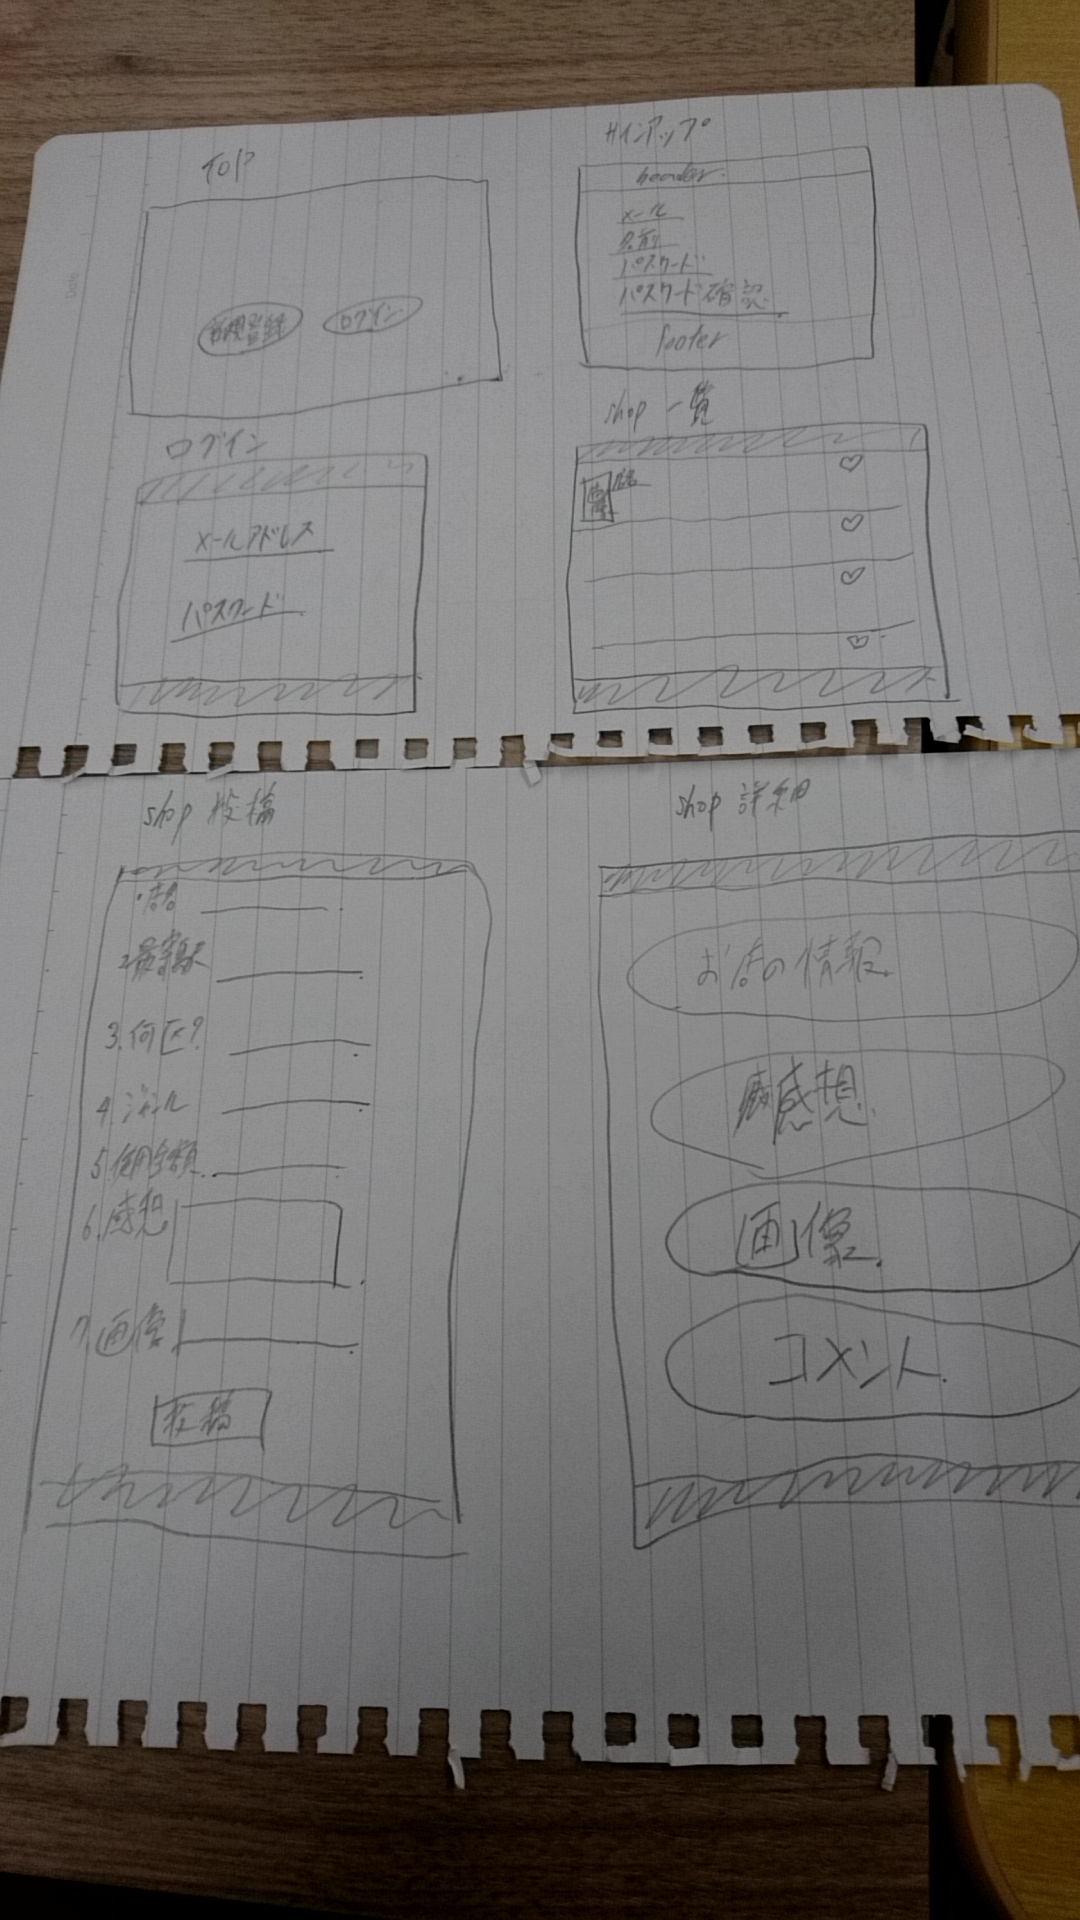 TOP
新規登録
ログイン
サインアップ
header
メール
名前
パスワード
パスワード確認
footer
ログイン
メールアドレス
パスワード
shop 一覧
画像
店名
shop 投稿
店名
2.最寄駅
3.何区?
4.ジャンル
5.使用金額
6.感想
7.画像
投稿
shop 詳細
お店の情報
感想
画像
コメント